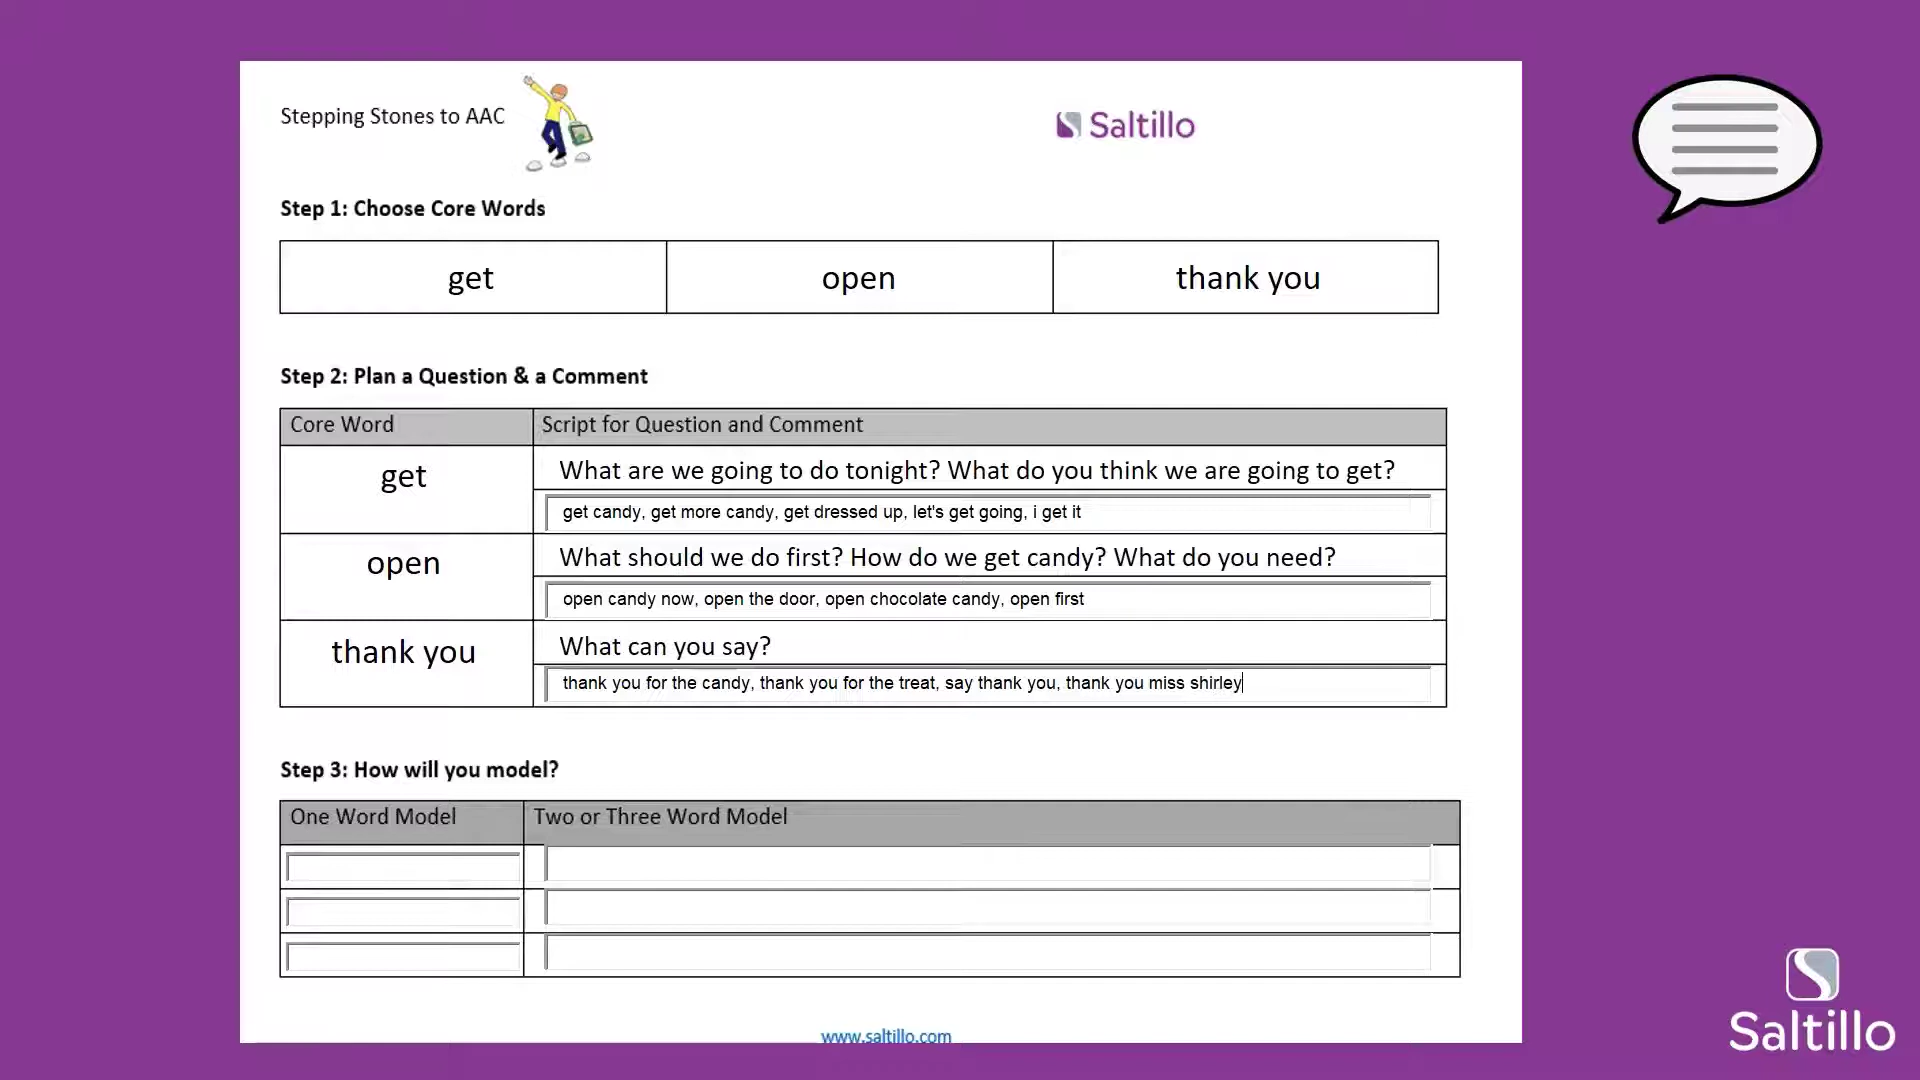 Stepping Stones to AAC
Saltillo
Step 1: Choose Core Words
get open thank you
Step 2: Plan a Question & a Comment
Core Word Script for Question and Comment
get What are we going to do tonight? What do you think we are going to get?
get candy, get more candy, get dressed up, let's get going, i get it
open What should we do first? How do we get candy? What do you need?
open candy now, open the door, open chocolate candy, open first
thank you What can you say?
thank you for the candy, thank you for the treat, say thank you, thank you miss shirley
Step 3: How will you model?
One Word Model Two or Three Word Model
www.saltillo.com
Saltillo